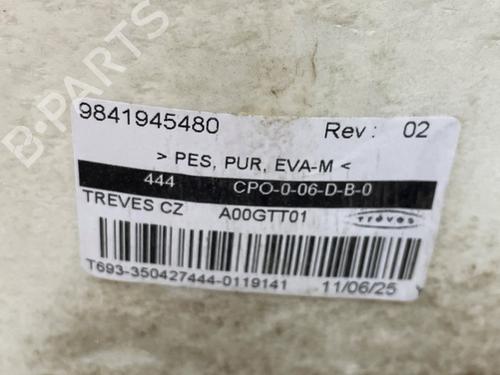 B-PARTS
9841945480 Rev: 02
> PES, PUR, EVA-M <
444 CPO-0-06-D-B-0
TREVES CZ A00GTT01 Trèves
T693-350427444-0119141 11/06/25